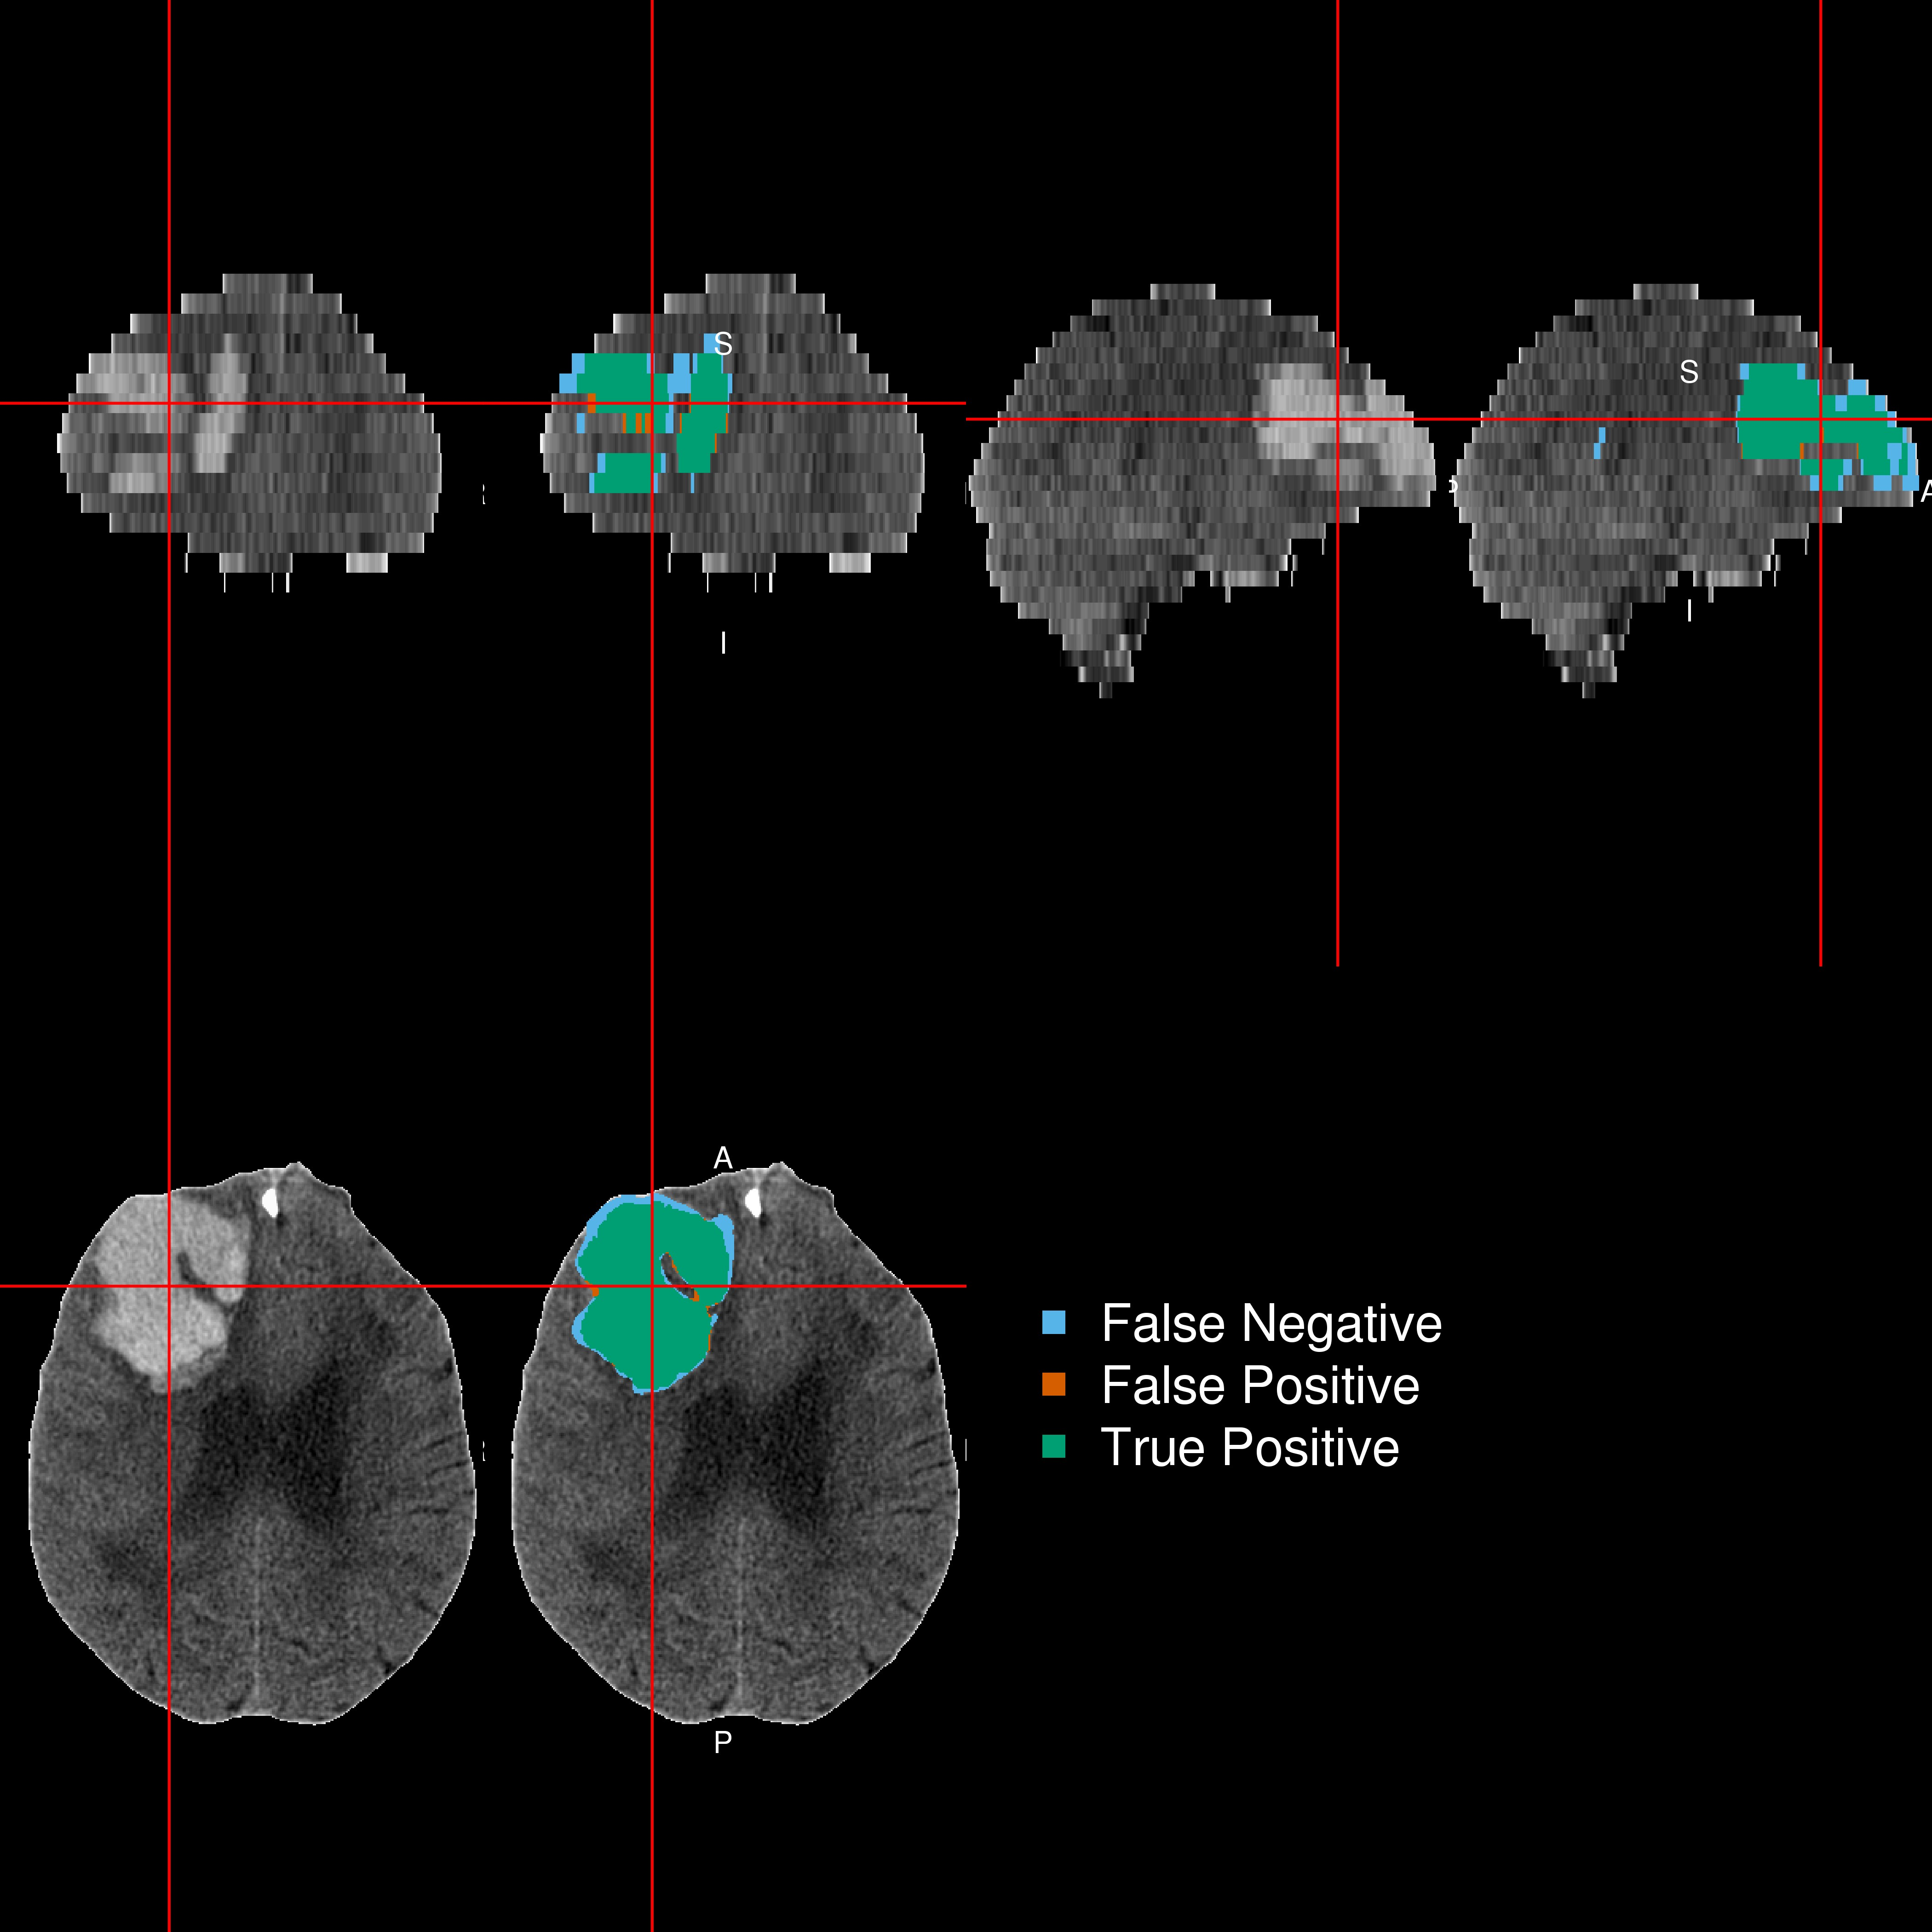 S
S
P
A
I
I
A
False Negative
False Positive
True Positive
P